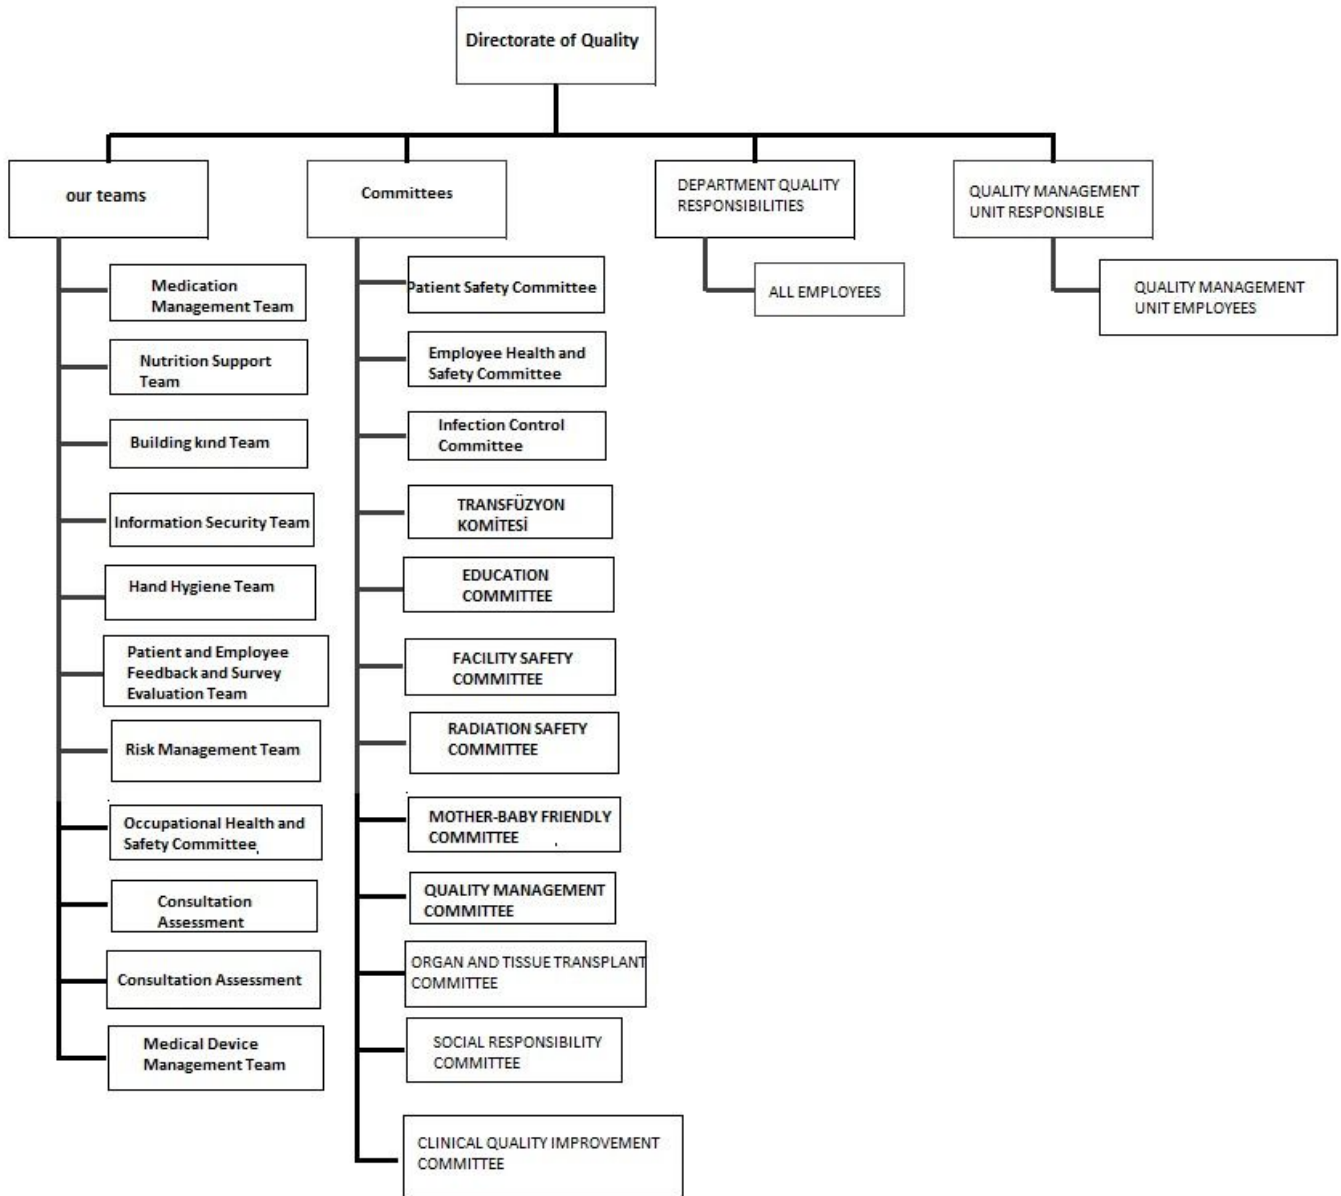 Directorate of Quality
our teams
Committees
DEPARTMENT QUALITY
RESPONSIBILITIES
QUALITY MANAGEMENT
UNIT RESPONSIBLE
Medication
Management Team
Nutrition Support
Team
Building kınd Team
Information Security Team
Hand Hygiene Team
Patient and Employee
Feedback and Survey
Evaluation Team
Risk Management Team
Occupational Health and
Safety Committee
Consultation
Assessment
Consultation Assessment
Medical Device
Management Team
Patient Safety Committee
Employee Health and
Safety Committee
Infection Control
Committee
TRANSFÜZYON
KOMİTESİ
EDUCATION
COMMITTEE
FACILITY SAFETY
COMMITTEE
RADIATION SAFETY
COMMITTEE
MOTHER-BABY FRIENDLY
COMMITTEE
QUALITY MANAGEMENT
COMMITTEE
ORGAN AND TISSUE TRANSPLANT
COMMITTEE
SOCIAL RESPONSIBILITY
COMMITTEE
CLINICAL QUALITY IMPROVEMENT
COMMITTEE
ALL EMPLOYEES
QUALITY MANAGEMENT
UNIT EMPLOYEES